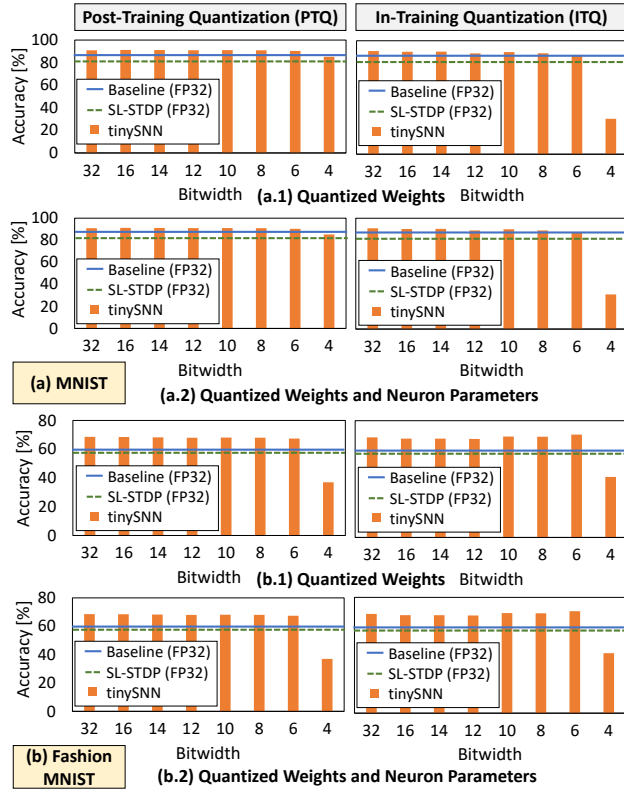 Post-Training Quantization (PTQ)
In-Training Quantization (ITQ)
Accuracy [%]
100
80
60
40
20
0
Baseline (FP32)
SL-STDP (FP32)
tinySNN
32 16 14 12 10 8 6 4
Bitwidth
Baseline (FP32)
SL-STDP (FP32)
tinySNN
32 16 14 12 10 8 6 4
Bitwidth
(a.1) Quantized Weights
Accuracy [%]
100
80
60
40
20
0
Baseline (FP32)
SL-STDP (FP32)
tinySNN
32 16 14 12 10 8 6 4
Bitwidth
Baseline (FP32)
SL-STDP (FP32)
tinySNN
32 16 14 12 10 8 6 4
Bitwidth
(a) MNIST
(a.2) Quantized Weights and Neuron Parameters
Accuracy [%]
80
60
40
20
0
Baseline (FP32)
SL-STDP (FP32)
tinySNN
32 16 14 12 10 8 6 4
Bitwidth
Baseline (FP32)
SL-STDP (FP32)
tinySNN
32 16 14 12 10 8 6 4
Bitwidth
(b.1) Quantized Weights
Accuracy [%]
80
60
40
20
0
Baseline (FP32)
SL-STDP (FP32)
tinySNN
32 16 14 12 10 8 6 4
Bitwidth
Baseline (FP32)
SL-STDP (FP32)
tinySNN
32 16 14 12 10 8 6 4
Bitwidth
(b) Fashion
MNIST
(b.2) Quantized Weights and Neuron Parameters